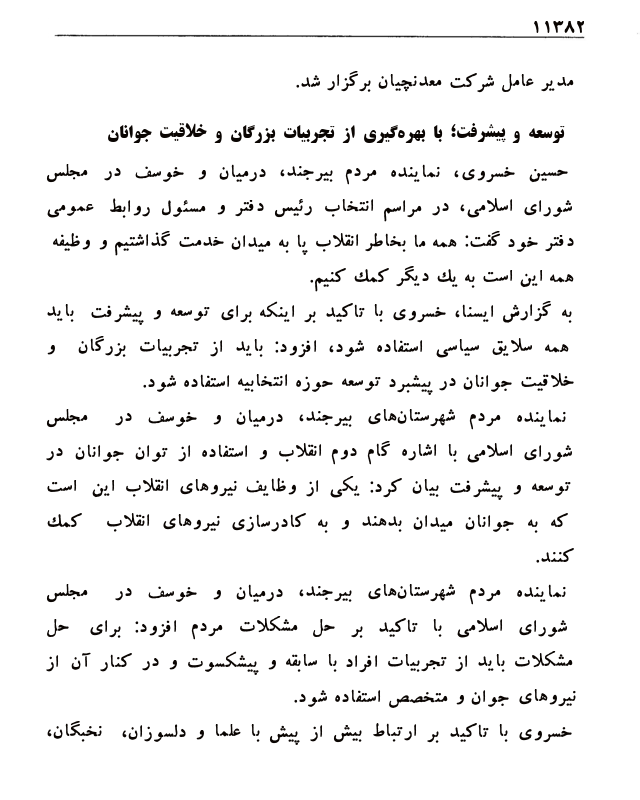 ۱۱۳۸۲
مدیر عامل شرکت معدنچیان برگزار شد.
توسعه و پیشرفت؛ با بهره‌گیری از تجربیات بزرگان و خلاقیت جوانان
حسین خسروی، نماینده مردم بیرجند، درمیان و خوسف در مجلس
شورای اسلامی، در مراسم انتخاب رئیس دفتر و مسئول روابط عمومی
دفتر خود گفت: همه ما بخاطر انقلاب پا به میدان خدمت گذاشتیم و وظیفه
همه این است به یك دیگر کمك کنیم.
به گزارش ایسنا، خسروی با تاکید بر اینکه برای توسعه و پیشرفت باید
همه سلایق سیاسی استفاده شود، افزود: باید از تجربیات بزرگان و
خلاقیت جوانان در پیشبرد توسعه حوزه انتخابیه استفاده شود.
نماینده مردم شهرستان‌های بیرجند، درمیان و خوسف در مجلس
شورای اسلامی با اشاره گام دوم انقلاب و استفاده از توان جوانان در
توسعه و پیشرفت بیان کرد: یکی از وظایف نیروهای انقلاب این است
که به جوانان میدان بدهند و به کادرسازی نیروهای انقلاب کمك
کنند.
نماینده مردم شهرستان‌های بیرجند، درمیان و خوسف در مجلس
شورای اسلامی با تاکید بر حل مشکلات مردم افزود: برای حل
مشکلات باید از تجربیات افراد با سابقه و پیشکسوت و در کنار آن از
نیروهای جوان و متخصص استفاده شود.
خسروی با تاکید بر ارتباط بیش از پیش با علما و دلسوزان، نخبگان،